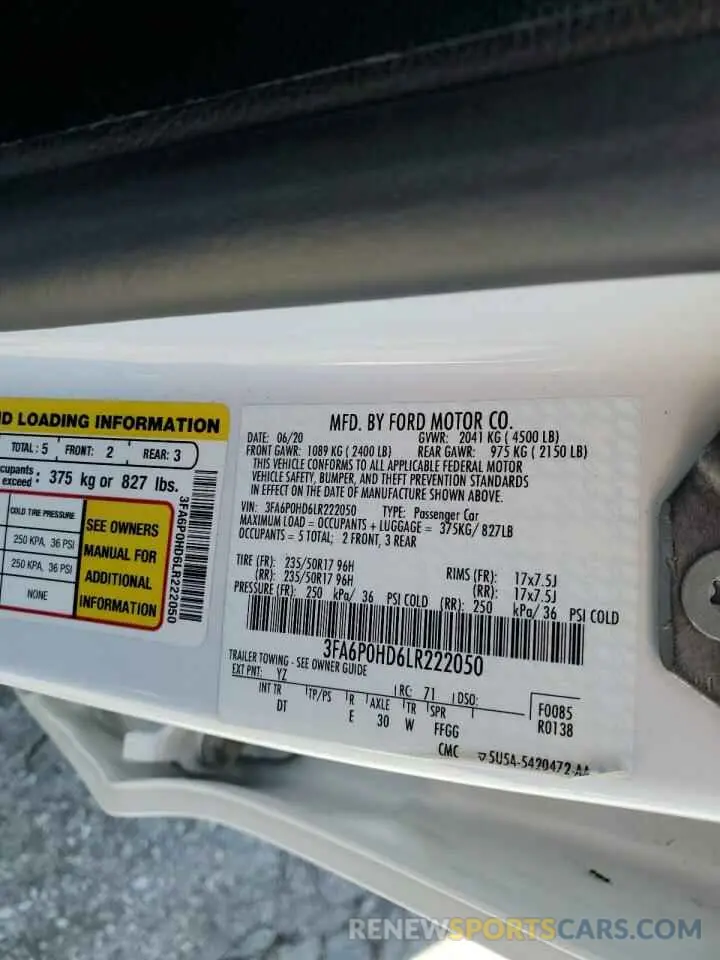 ND LOADING INFORMATION
TOTAL: 5 FRONT: 2 REAR: 3
cupants exceed: 375 kg or 827 lbs.
COLD TIRE PRESSURE
250 KPA, 36 PSI
250 KPA, 36 PSI
NONE
SEE OWNERS
MANUAL FOR
ADDITIONAL
INFORMATION
3FA6P0HD6LR222050
MFD. BY FORD MOTOR CO.
DATE: 06/20 GVWR: 2041 KG ( 4500 LB)
FRONT GAWR: 1089 KG ( 2400 LB) REAR GAWR: 975 KG ( 2150 LB)
THIS VEHICLE CONFORMS TO ALL APPLICABLE FEDERAL MOTOR
VEHICLE SAFETY, BUMPER, AND THEFT PREVENTION STANDARDS
IN EFFECT ON THE DATE OF MANUFACTURE SHOWN ABOVE.
VIN: 3FA6P0HD6LR222050 TYPE: Passenger Car
MAXIMUM LOAD = OCCUPANTS + LUGGAGE = 375KG/ 827LB
OCCUPANTS = 5 TOTAL; 2 FRONT, 3 REAR
TIRE (FR): 235/50R17 96H RIMS (FR): 17x7.5J
(RR): 235/50R17 96H (RR): 17x7.5J
PRESSURE (FR): 250 kPa/ 36 PSI COLD (RR): 250 kPa/ 36 PSI COLD
3FA6P0HD6LR222050
TRAILER TOWING - SEE OWNER GUIDE
EXT PNT: YZ RC: 71 DSO:
INT TR TP/PS R AXLE TR SPR
DT E 30 W FFGG
F0085
R0138
CMC 5U5A-5420472-AA
RENEWSPORTSCARS.COM